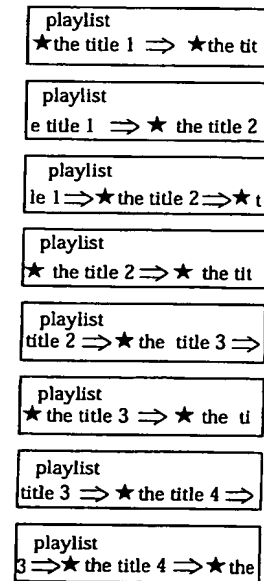 playlist
★the title 1 ⇒ ★the tit
playlist
e title 1 ⇒ ★ the title 2
playlist
le 1⇒★the title 2⇒★ t
playlist
★ the title 2⇒★ the tit
playlist
title 2 ⇒★ the title 3⇒
playlist
★ the title 3 ⇒ ★ the ti
playlist
title 3 ⇒ ★the title 4 ⇒
playlist
3⇒★ the title 4 ⇒★the